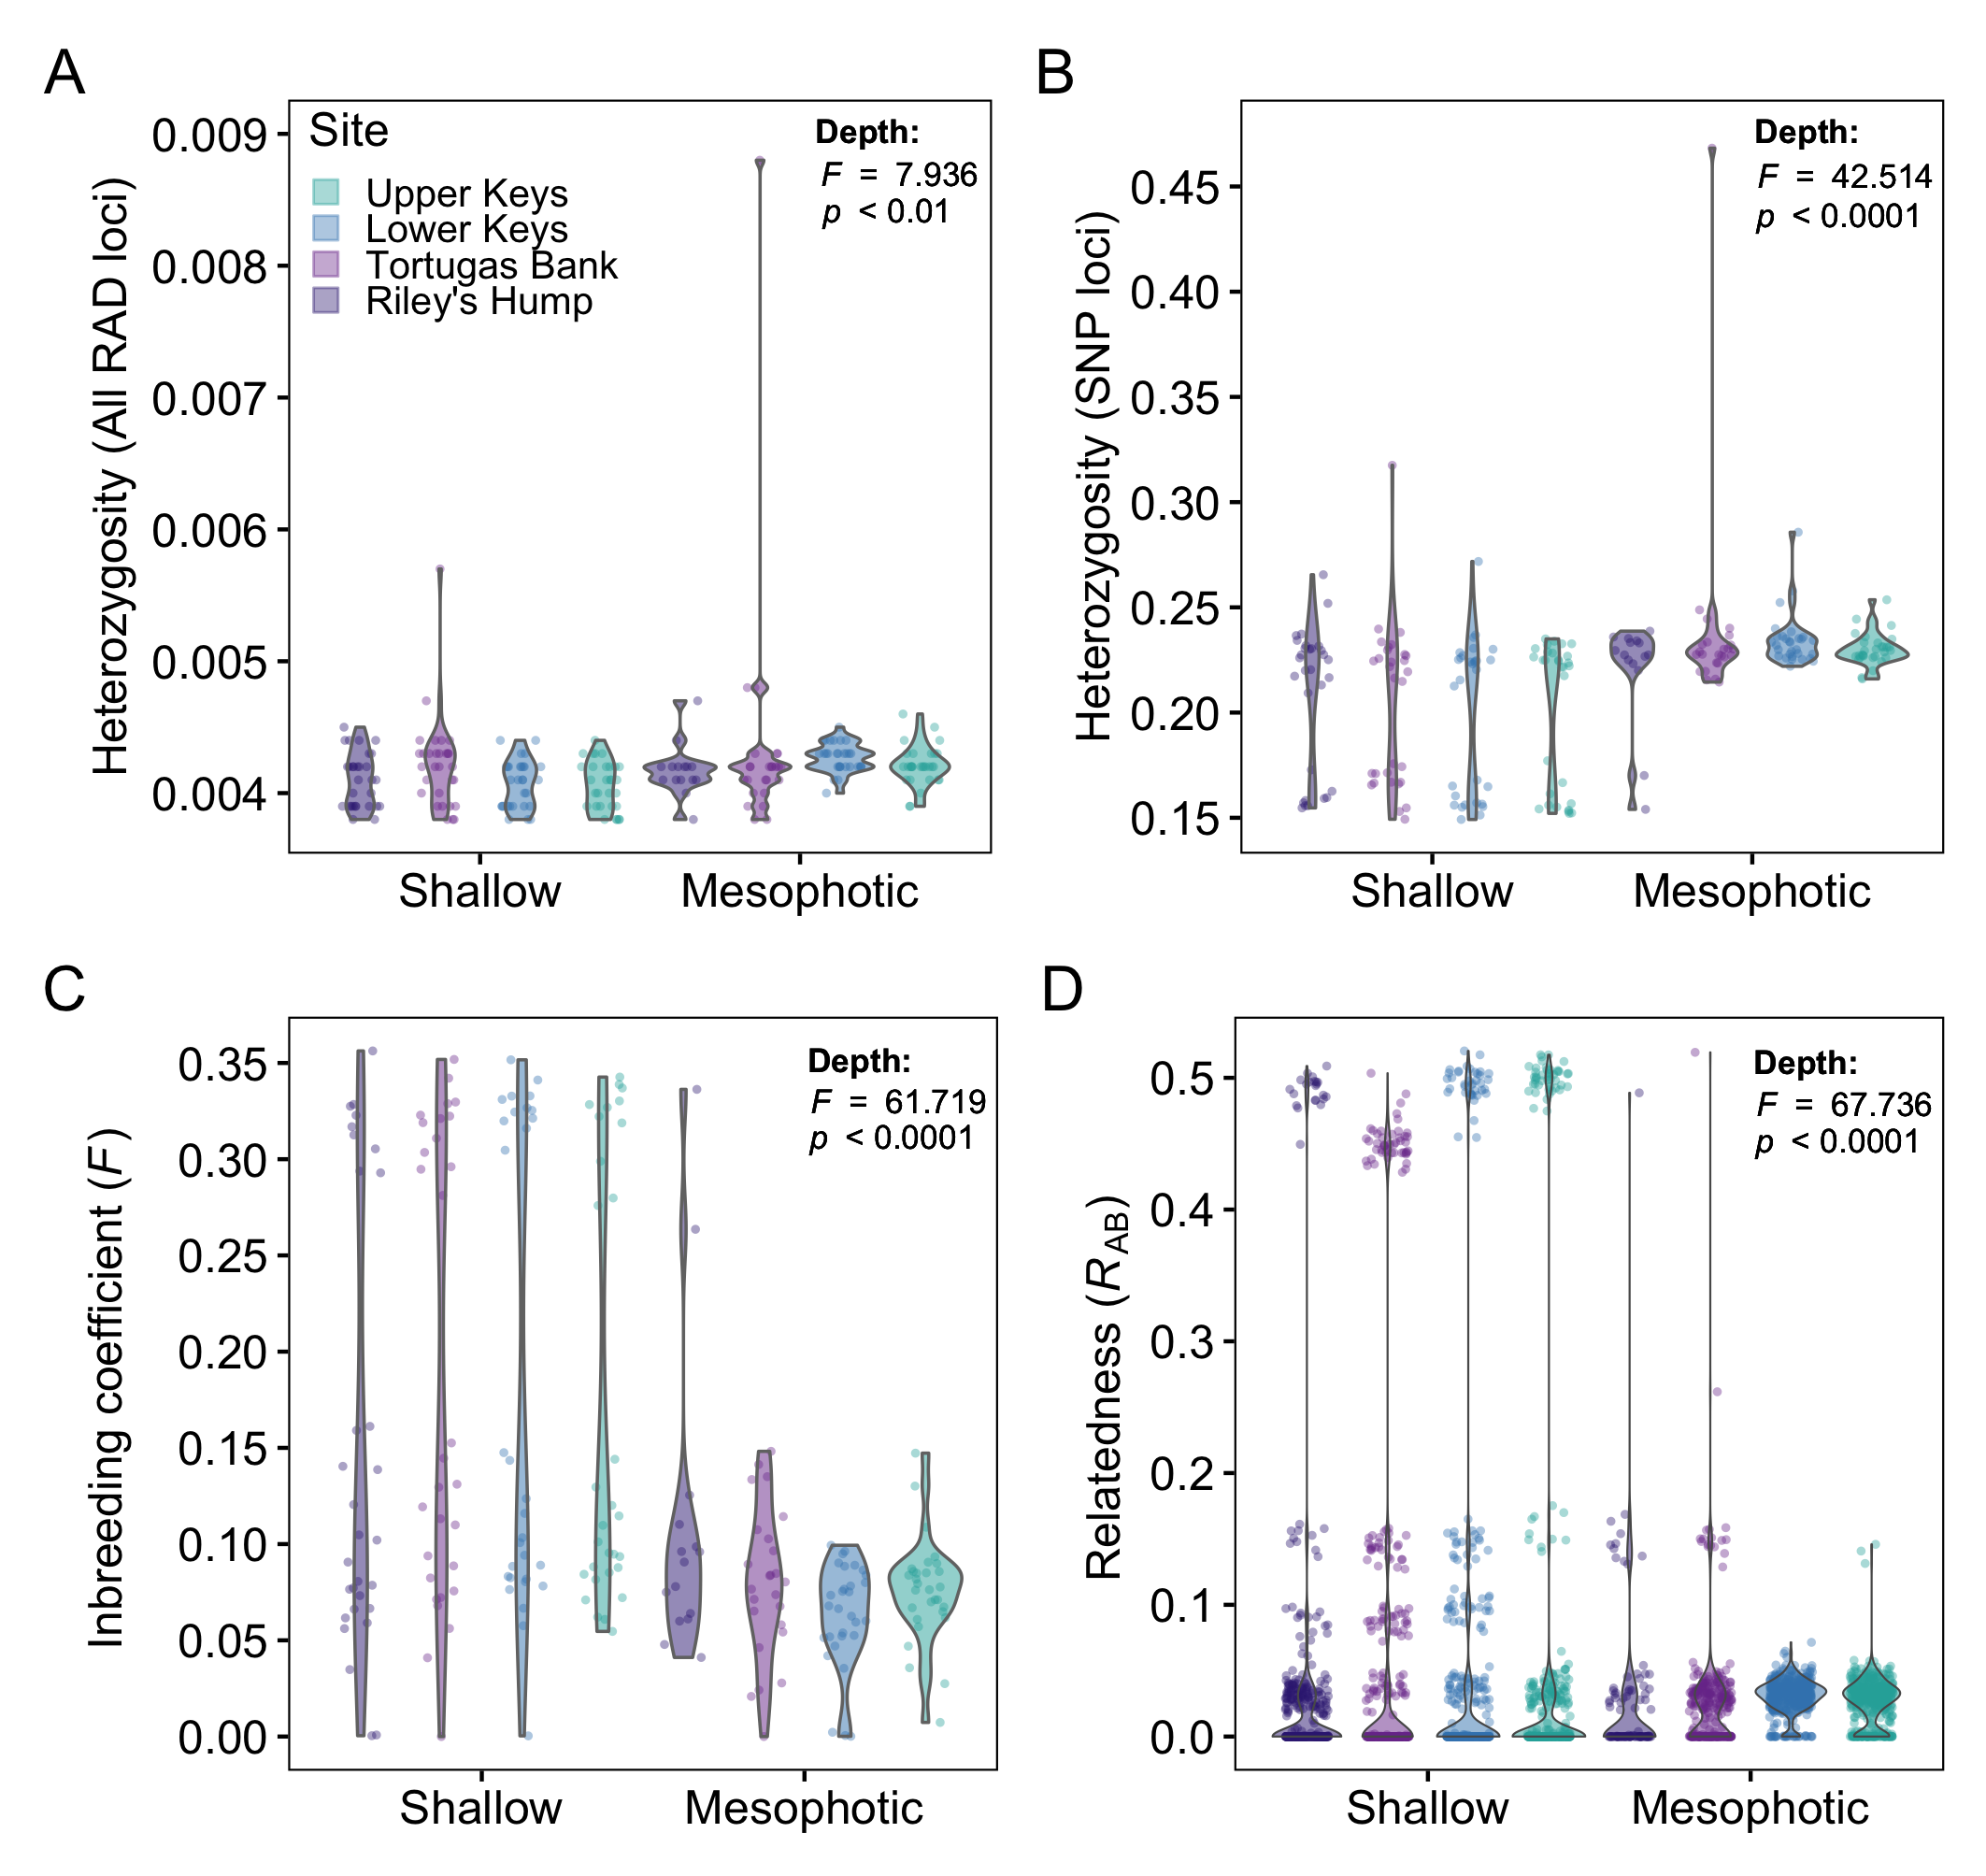 A
Heterozygosity (All RAD loci)
0.009
0.008
0.007
0.006
0.005
0.004
Site
Upper Keys
Lower Keys
Tortugas Bank
Riley's Hump
Depth:
F = 7.936
p < 0.01
Shallow
Mesophotic
B
Heterozygosity (SNP loci)
0.45
0.40
0.35
0.30
0.25
0.20
0.15
Depth:
F = 42.514
p < 0.0001
Shallow
Mesophotic
C
Inbreeding coefficient (F)
0.35
0.30
0.25
0.20
0.15
0.10
0.05
0.00
Depth:
F = 61.719
p < 0.0001
Shallow
Mesophotic
D
Relatedness (RAB)
0.5
0.4
0.3
0.2
0.1
0.0
Depth:
F = 67.736
p < 0.0001
Shallow
Mesophotic